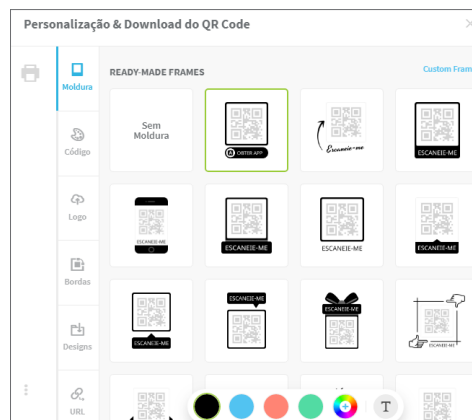 Personalização & Download do QR Code
Moldura
READY-MADE FRAMES
Custom Fram
Sem
Moldura
OBTER APP
Escaneie-me
ESCANEIE-ME
Código
Logo
ESCANEIE-ME
ESCANEIE-ME
ESCANEIE-ME
ESCANEIE-ME
Bordas
ESCANEIE-ME
ESCANEIE-ME
ESCANEIE-ME
ESCANEIE-ME
Designs
URL
T